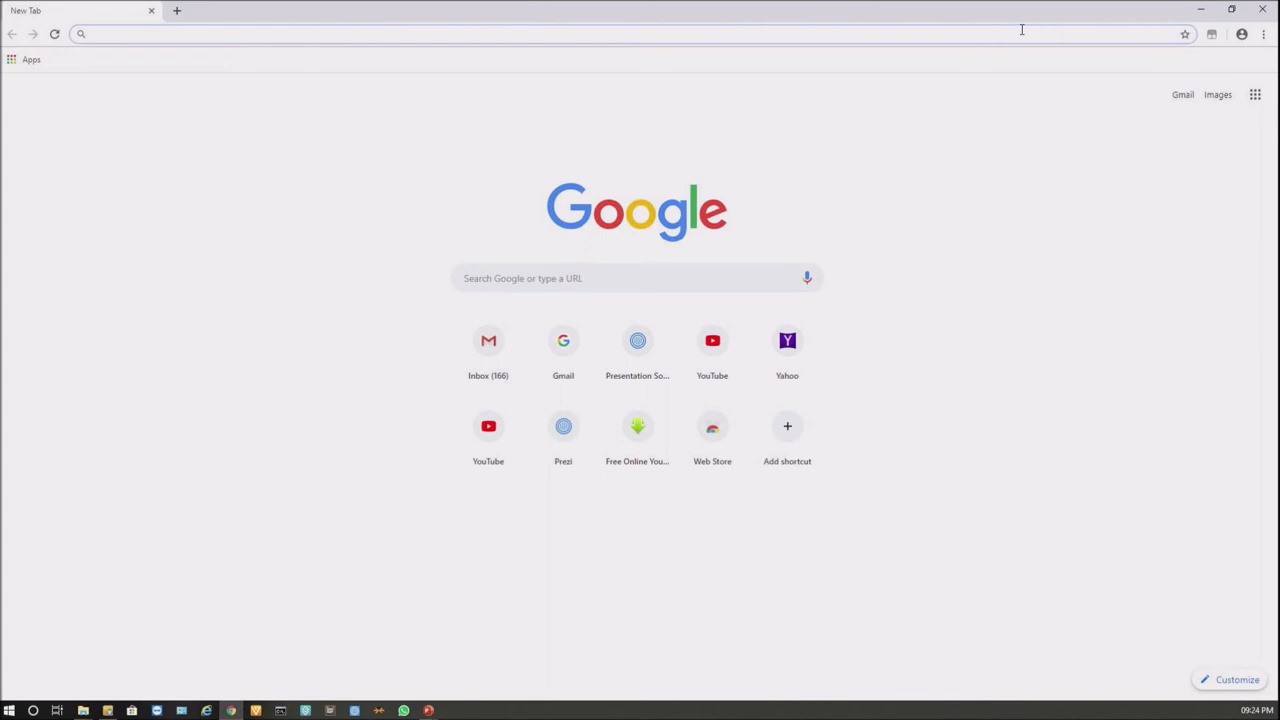 New Tab
Apps
Gmail Images
Google
Search Google or type a URL
Inbox (166) Gmail Presentation So... YouTube Yahoo
YouTube Prezi Free Online You... Web Store Add shortcut
Customize
09:24 PM